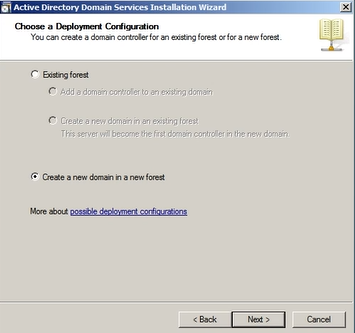 Active Directory Domain Services Installation Wizard
Choose a Deployment Configuration
You can create a domain controller for an existing forest or for a new forest.
Existing forest
Add a domain controller to an existing domain
Create a new domain in an existing forest
This server will become the first domain controller in the new domain
Create a new domain in a new forest
More about possible deployment configurations
< Back
Next >
Cancel